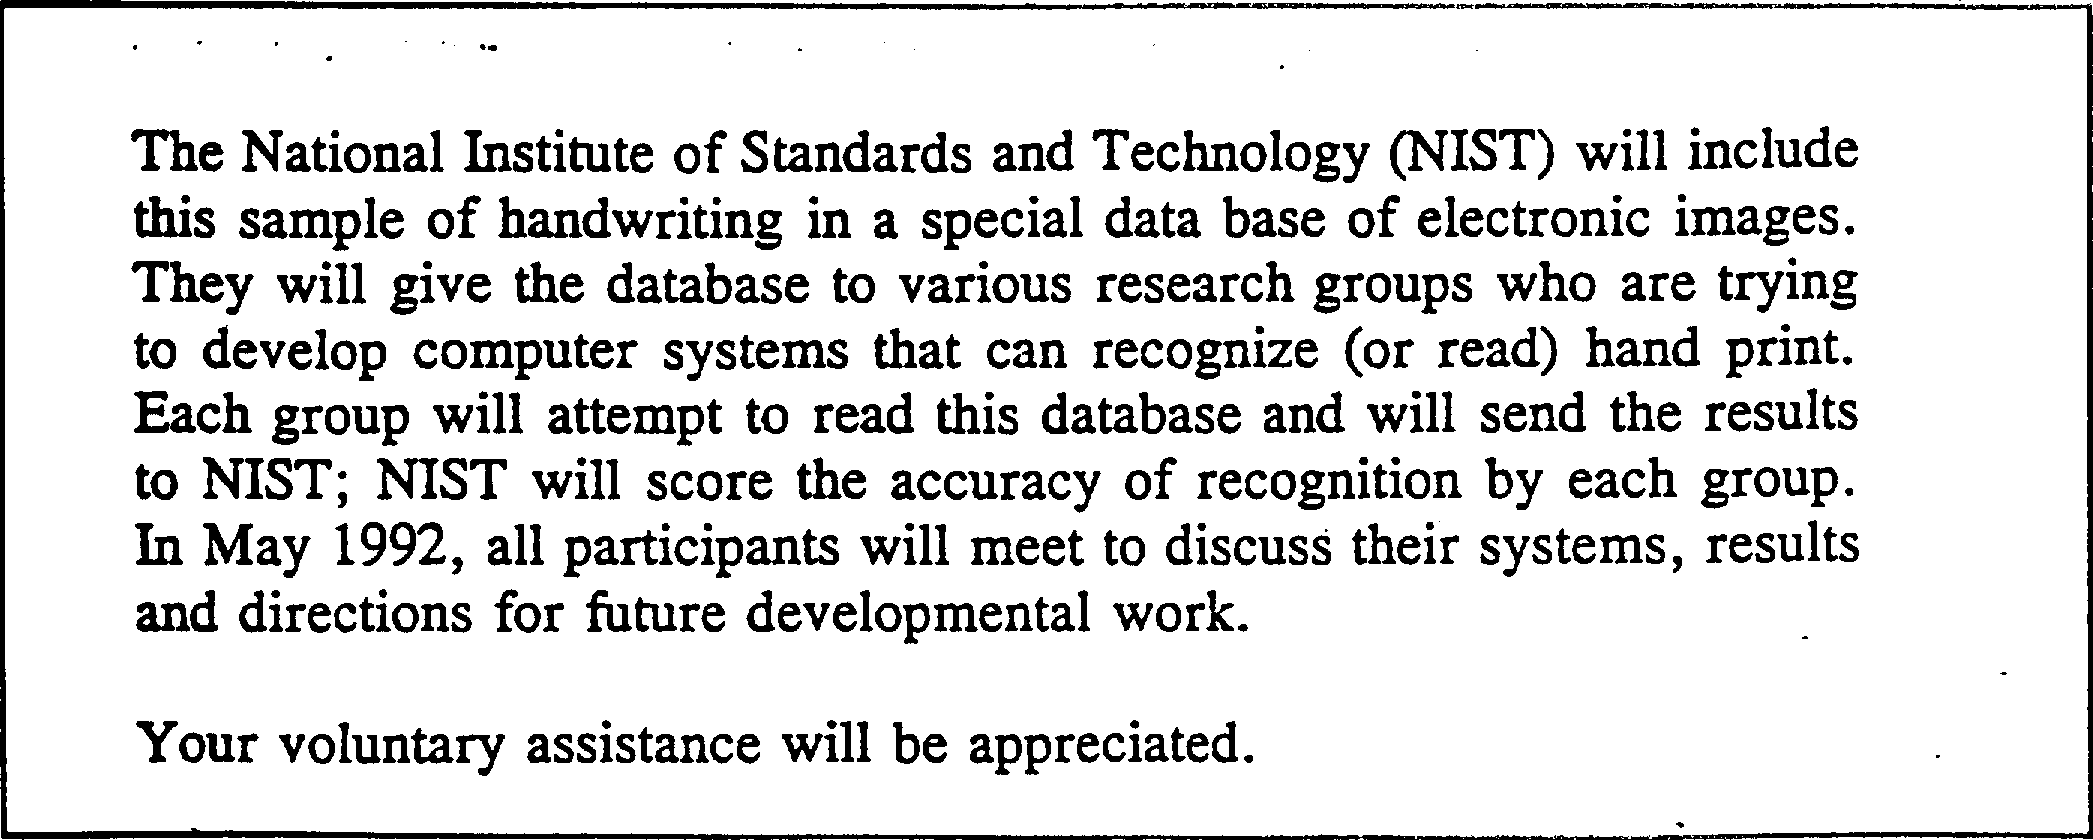 The National Institute of Standards and Technology (NIST) will include
this sample of handwriting in a special data base of electronic images.
They will give the database to various research groups who are trying
to develop computer systems that can recognize (or read) hand print.
Each group will attempt to read this database and will send the results
to NIST; NIST will score the accuracy of recognition by each group.
In May 1992, all participants will meet to discuss their systems, results
and directions for future developmental work.
Your voluntary assistance will be appreciated.